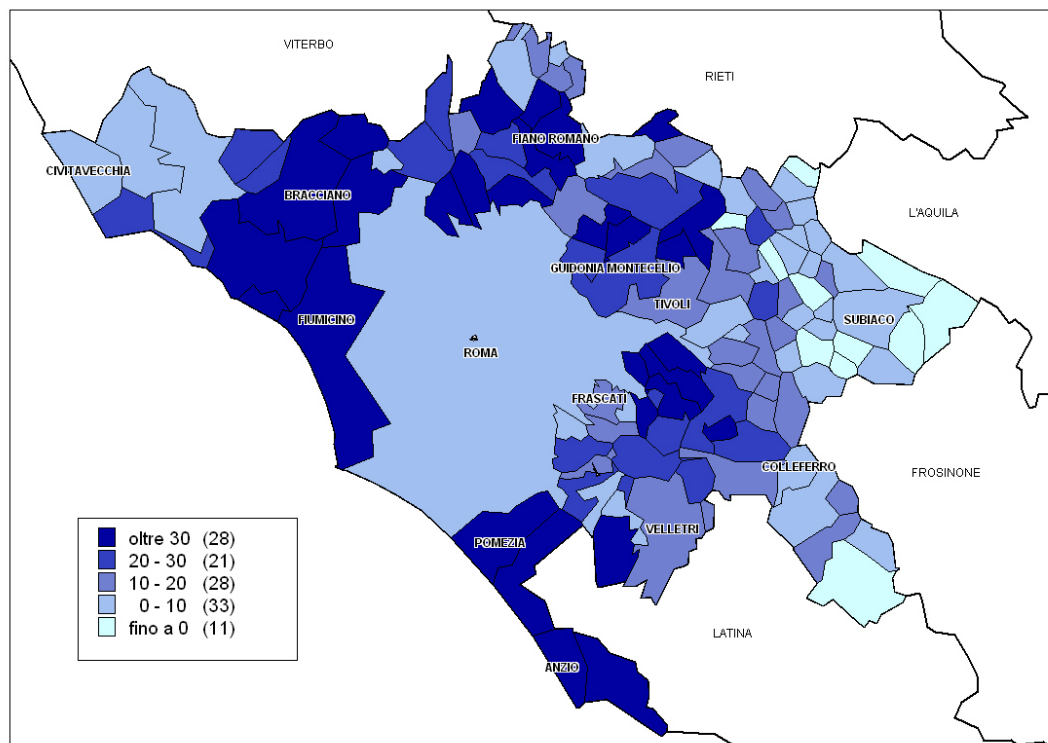 VITERBO
RIETI
FIANO ROMANO
CIVITAVECCHIA
BRACCIANO
L'AQUILA
GUIDONIA MONTECELIO
TIVOLI
FIUMICINO
SUBIACO
ROMA
FRASCATI
COLLEFERRO
FROSINONE
VELLETRI
POMEZIA
oltre 30 (28)
20 - 30 (21)
10 - 20 (28)
0 - 10 (33)
fino a 0 (11)
LATINA
ANZIO